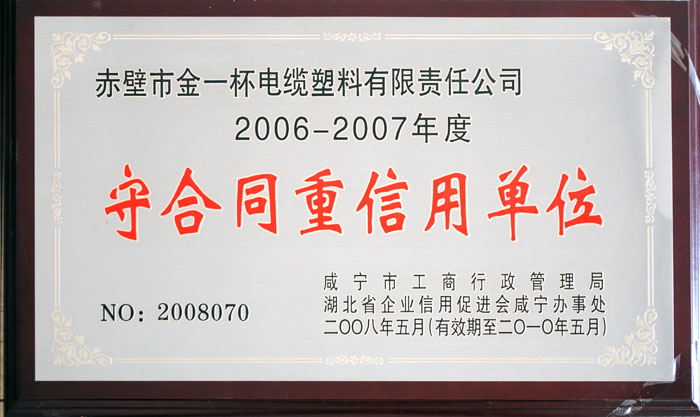 赤壁市金一杯电缆塑料有限责任公司
2006-2007年度
守合同重信用单位
咸宁市工商行政管理局
NO: 2008070
湖北省企业信用促进会咸宁办事处
二〇〇八年五月(有效期至二〇一〇年五月)